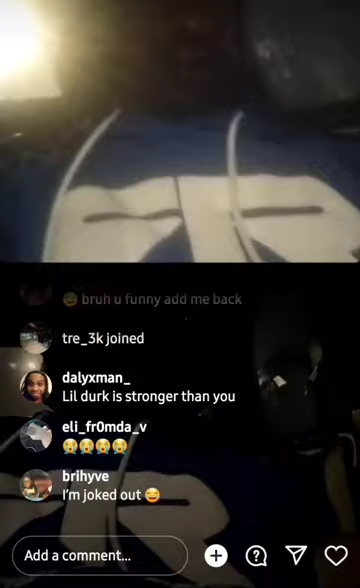 😅 bruh u funny add me back
tre_3k joined
dalyxman_
Lil durk is stronger than you
eli_fr0mda_v
😭😭😭😭
brihyve
I'm joked out 😅
Add a comment...